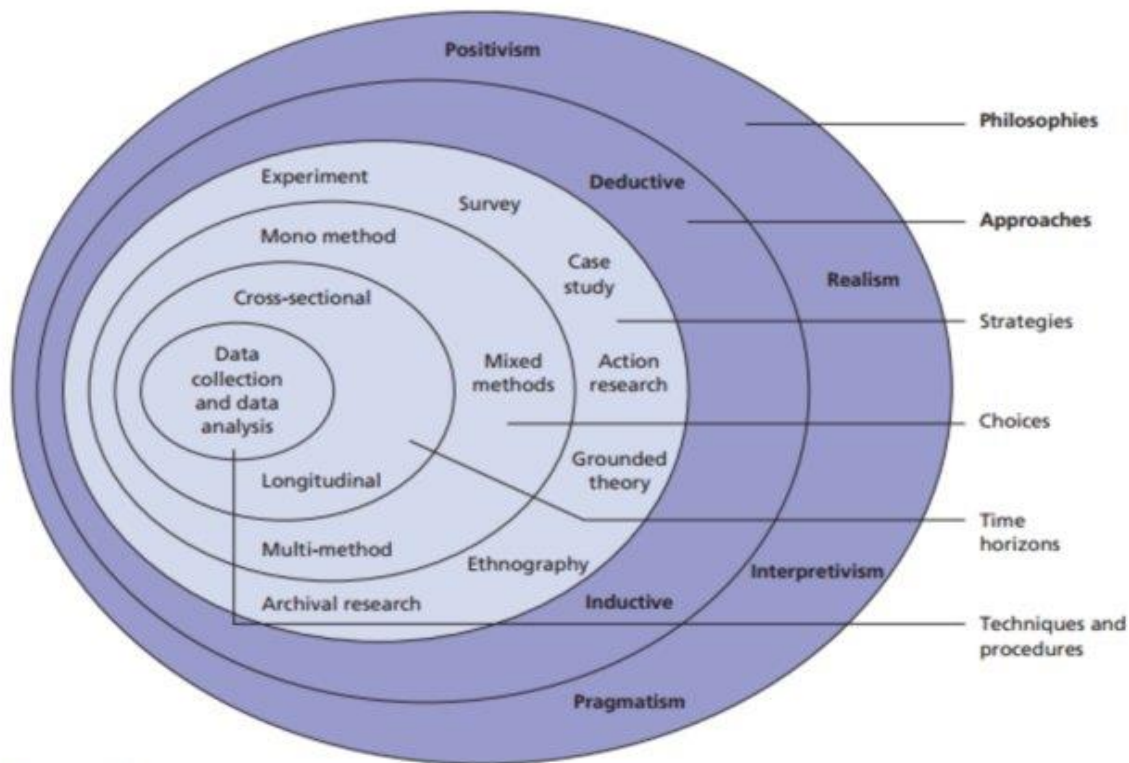 Positivism
Philosophies
Experiment
Deductive
Survey
Approaches
Mono method
Case
study
Realism
Cross-sectional
Strategies
Data
collection
and data
analysis
Mixed
methods
Action
research
Choices
Longitudinal
Grounded
theory
Time
horizons
Multi-method
Ethnography
Interpretivism
Archival research
Inductive
Techniques and
procedures
Pragmatism